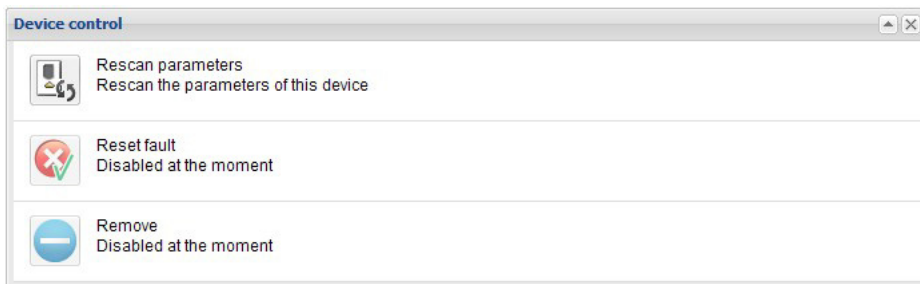 Device control
Rescan parameters
Rescan the parameters of this device
Reset fault
Disabled at the moment
Remove
Disabled at the moment